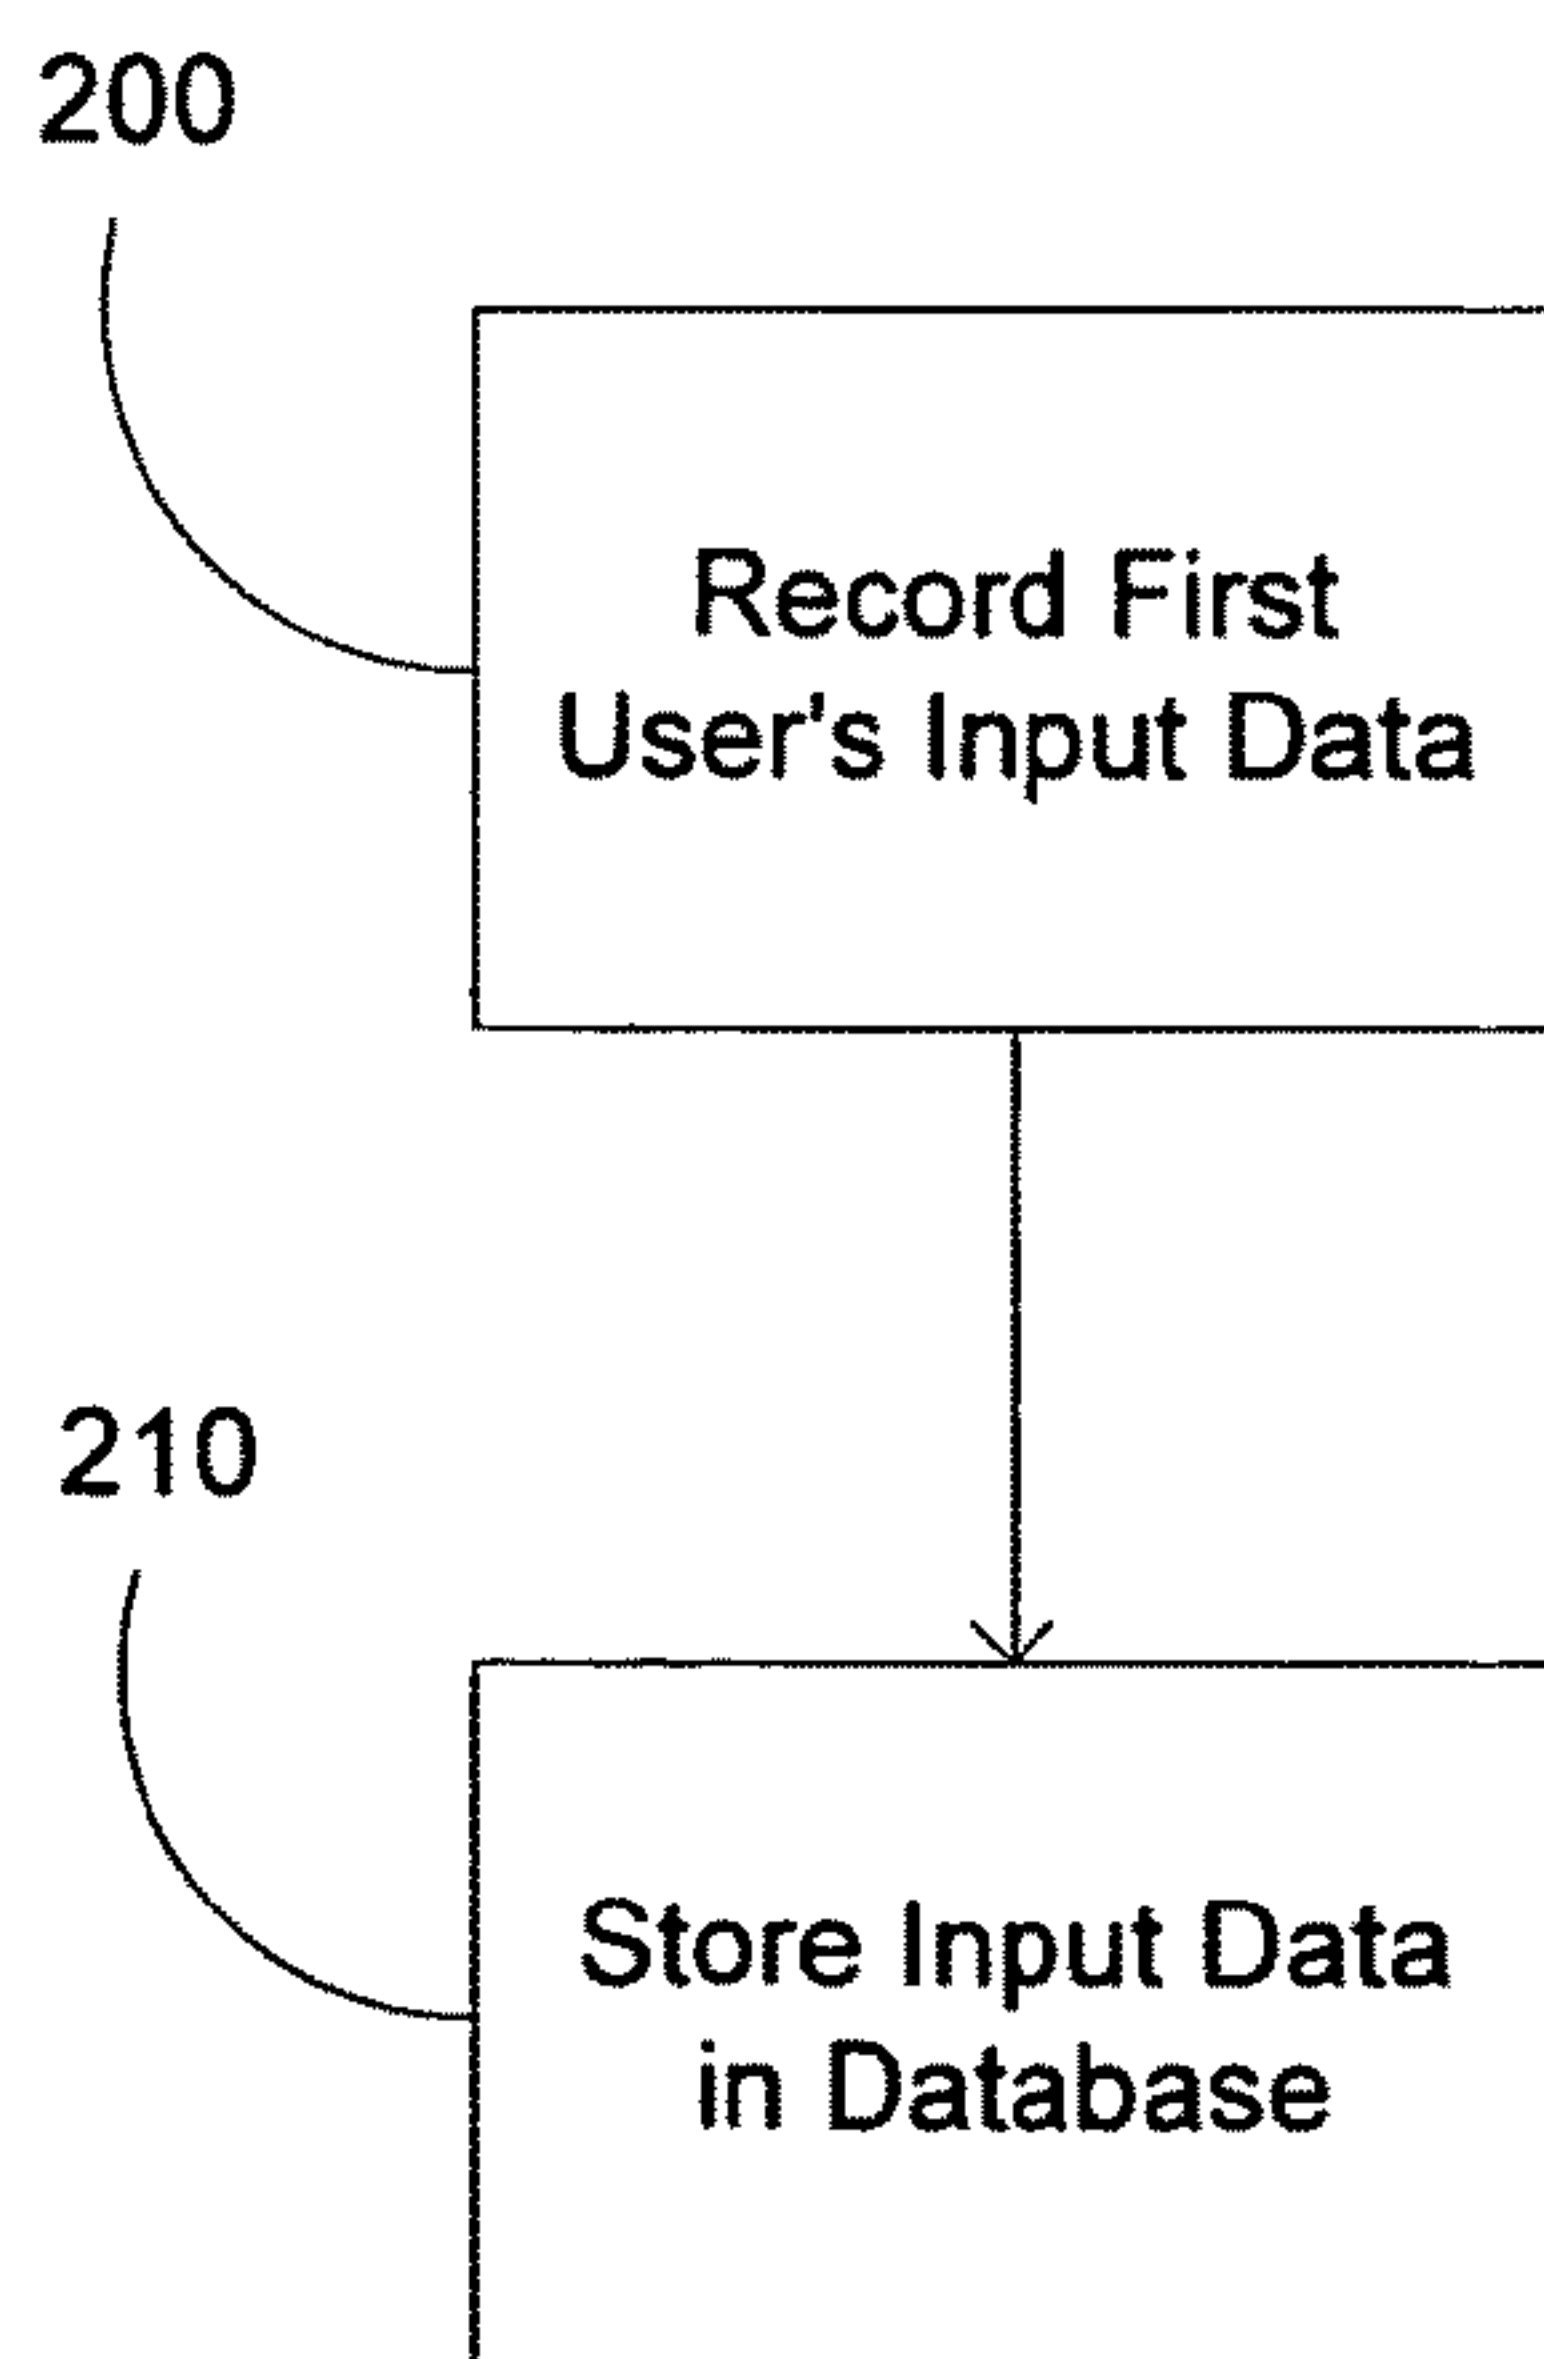 200
Record First
User's Input Data
210
Store Input Data
in Database